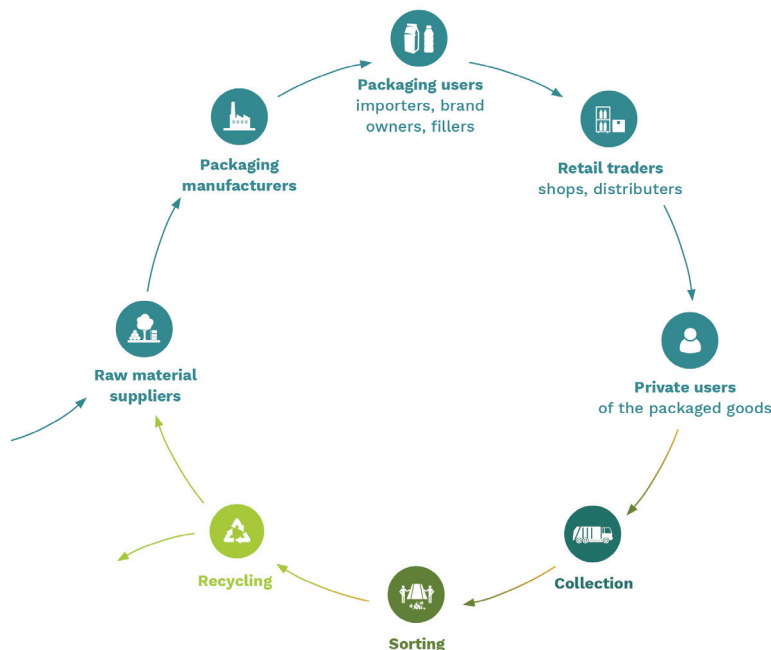 Packaging users
importers, brand
owners, fillers
Packaging
manufacturers
Retail traders
shops, distributers
Raw material
suppliers
Private users
of the packaged goods
Recycling
Collection
Sorting